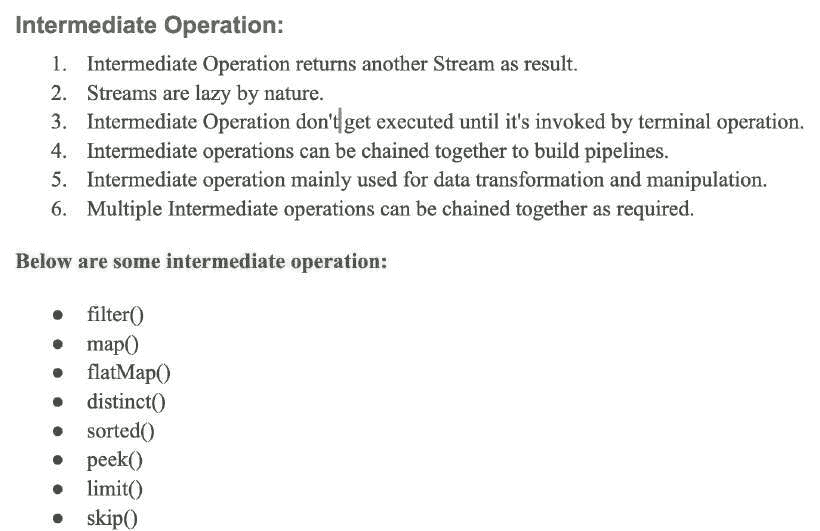 Intermediate Operation:
1. Intermediate Operation returns another Stream as result.
2. Streams are lazy by nature.
3. Intermediate Operation don't get executed until it's invoked by terminal operation.
4. Intermediate operations can be chained together to build pipelines.
5. Intermediate operation mainly used for data transformation and manipulation.
6. Multiple Intermediate operations can be chained together as required.
Below are some intermediate operation:
● filter()
● map()
● flatMap()
● distinct()
● sorted()
● peek()
● limit()
● skip()